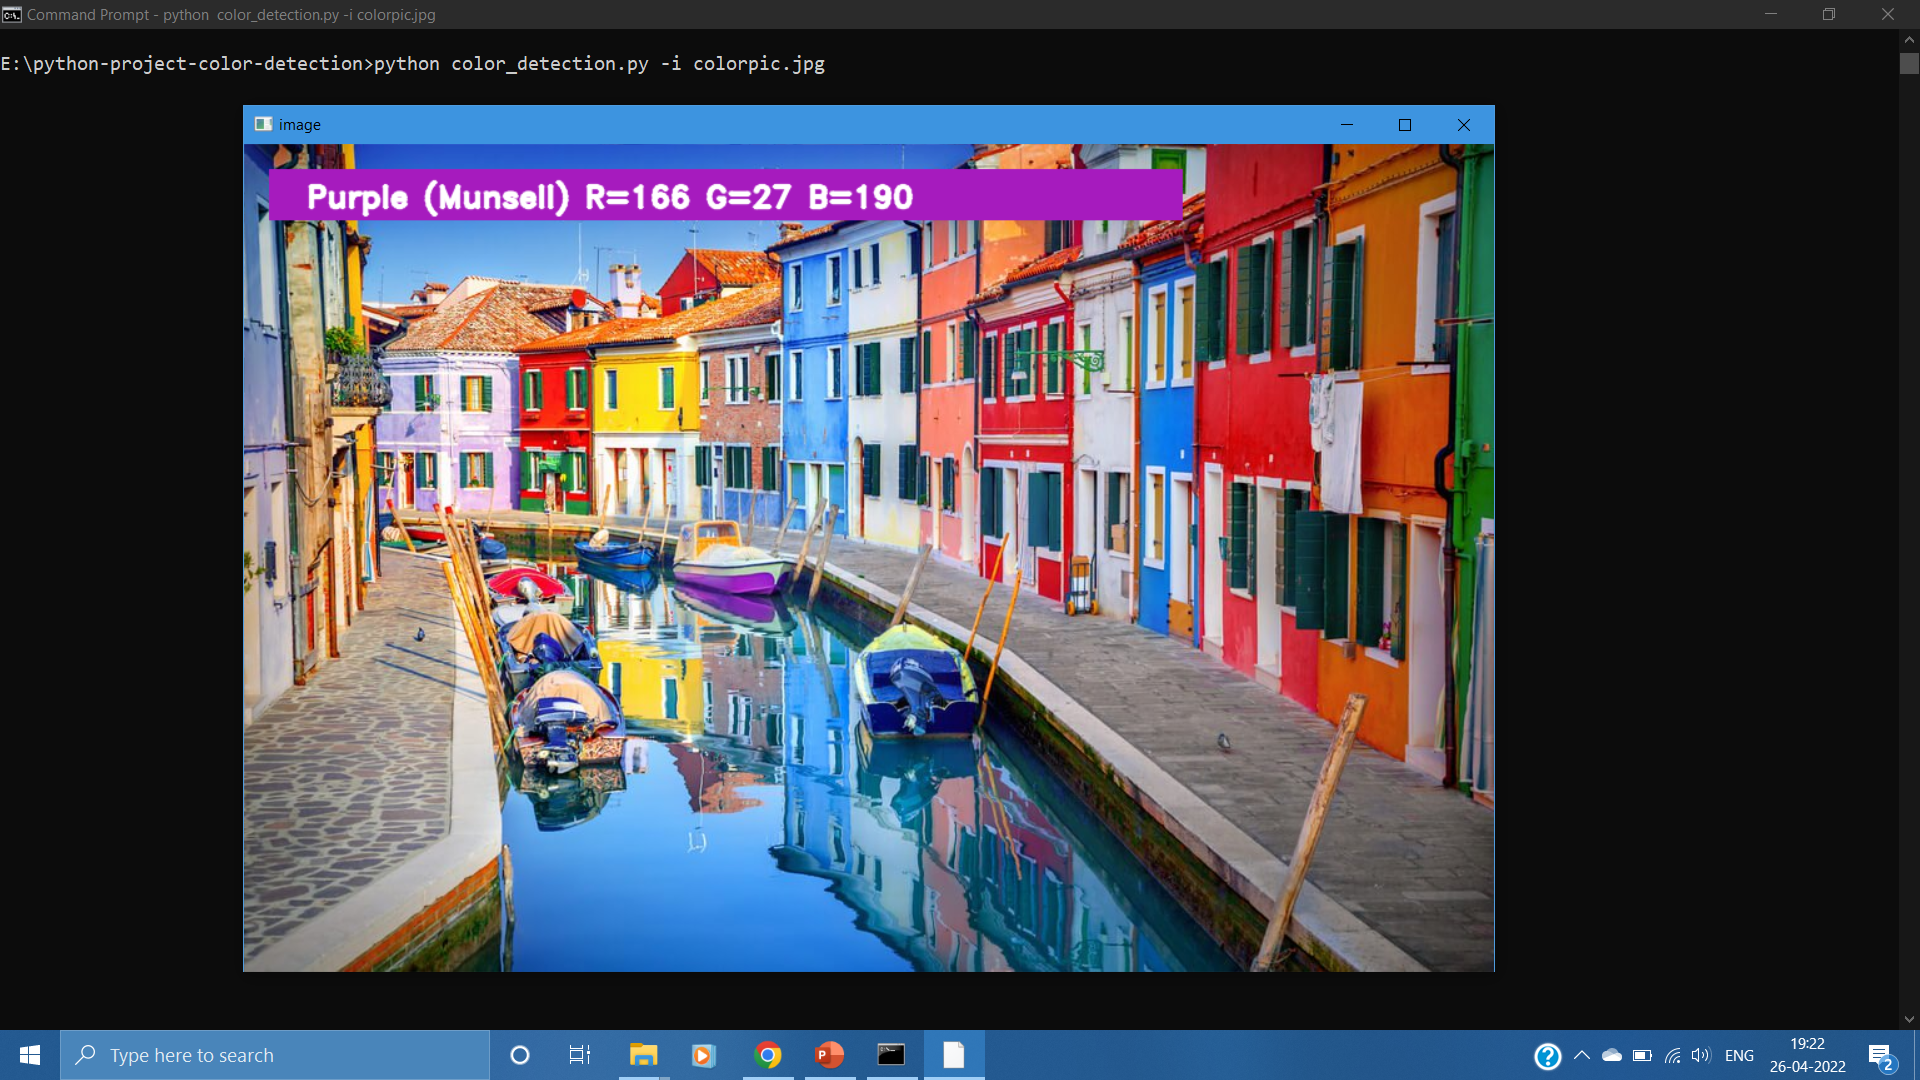 Command Prompt - python  color_detection.py -i colorpic.jpg
E:\python-project-color-detection>python color_detection.py -i colorpic.jpg
image
Purple (Munsell) R=166 G=27 B=190
Type here to search
ENG
19:22
26-04-2022
2